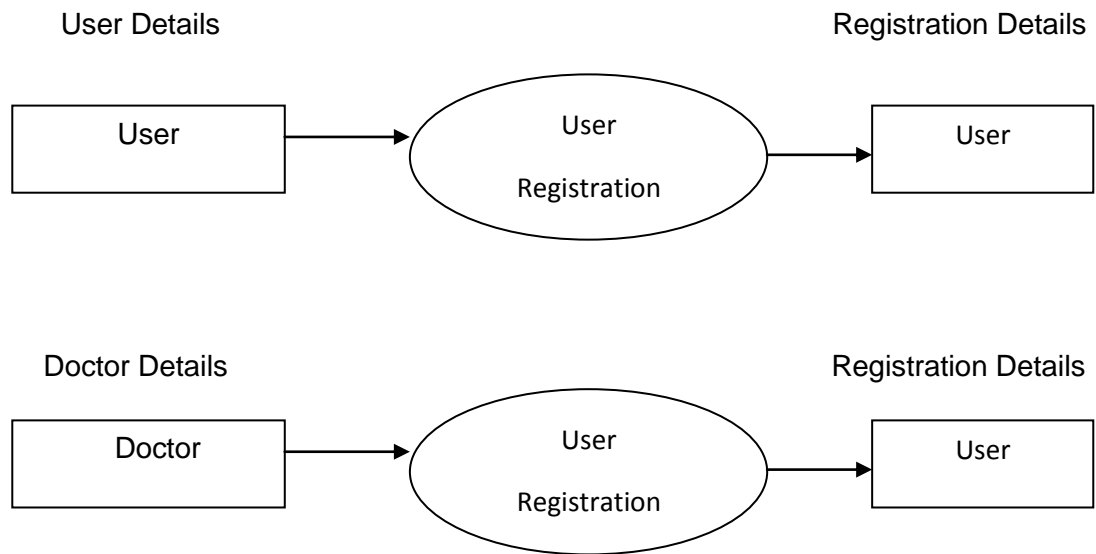 User Details
Registration Details
User
User
Registration
User
Doctor Details
Registration Details
Doctor
User
Registration
User